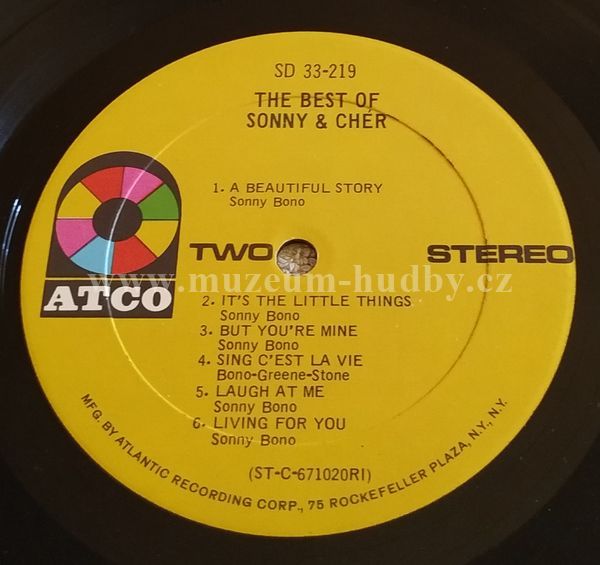 SD 33-219
THE BEST OF
SONNY & CHÉR
1. A BEAUTIFUL STORY
Sonny Bono
TWO
STEREO
www.muzeum-hudby.cz
ATCO
2. IT'S THE LITTLE THINGS
Sonny Bono
3. BUT YOU'RE MINE
Sonny Bono
4. SING C'EST LA VIE
Bono-Greene-Stone
5. LAUGH AT ME
Sonny Bono
6. LIVING FOR YOU
Sonny Bono
(ST-C-671020RI)
MFG. BY ATLANTIC RECORDING CORP., 75 ROCKEFELLER PLAZA, N.Y., N.Y.